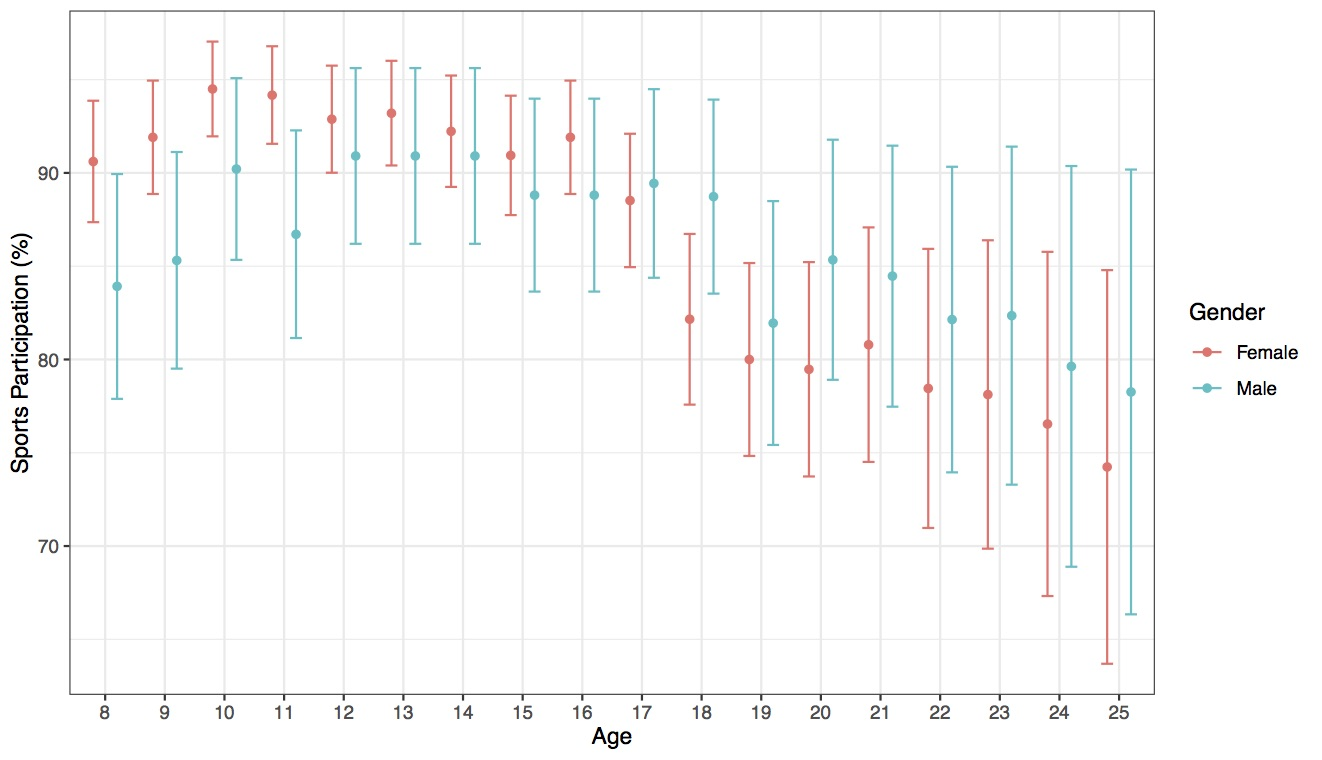 Sports Participation (%)
90
80
70
8 9 10 11 12 13 14 15 16 17 18 19 20 21 22 23 24 25
Age
Gender
Female
Male